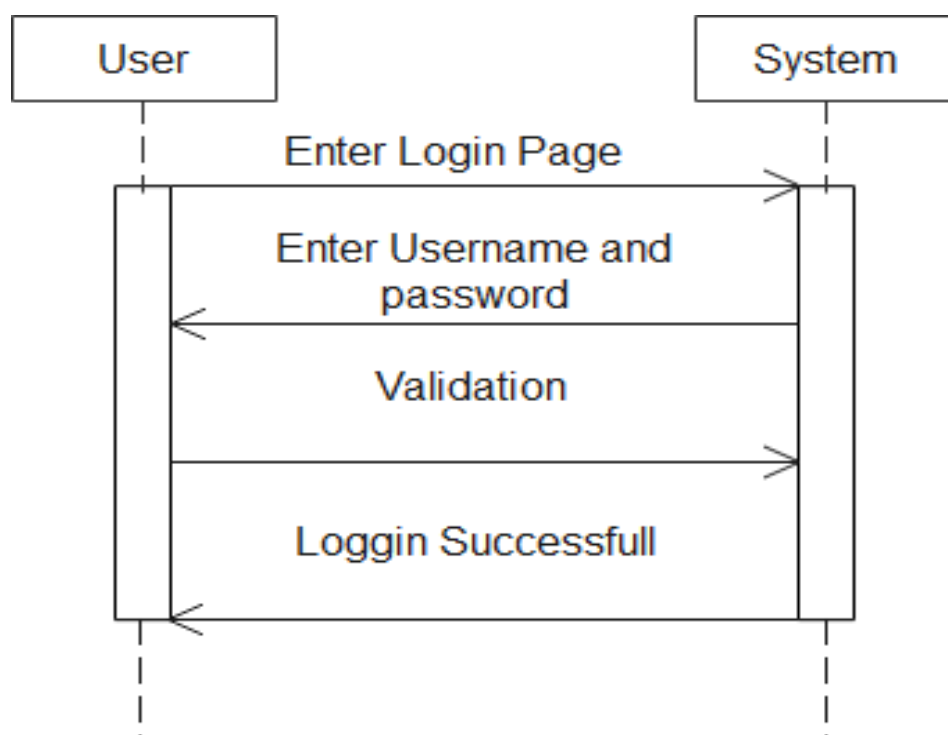 User
System
Enter Login Page
Enter Username and
password
Validation
Loggin Successfull